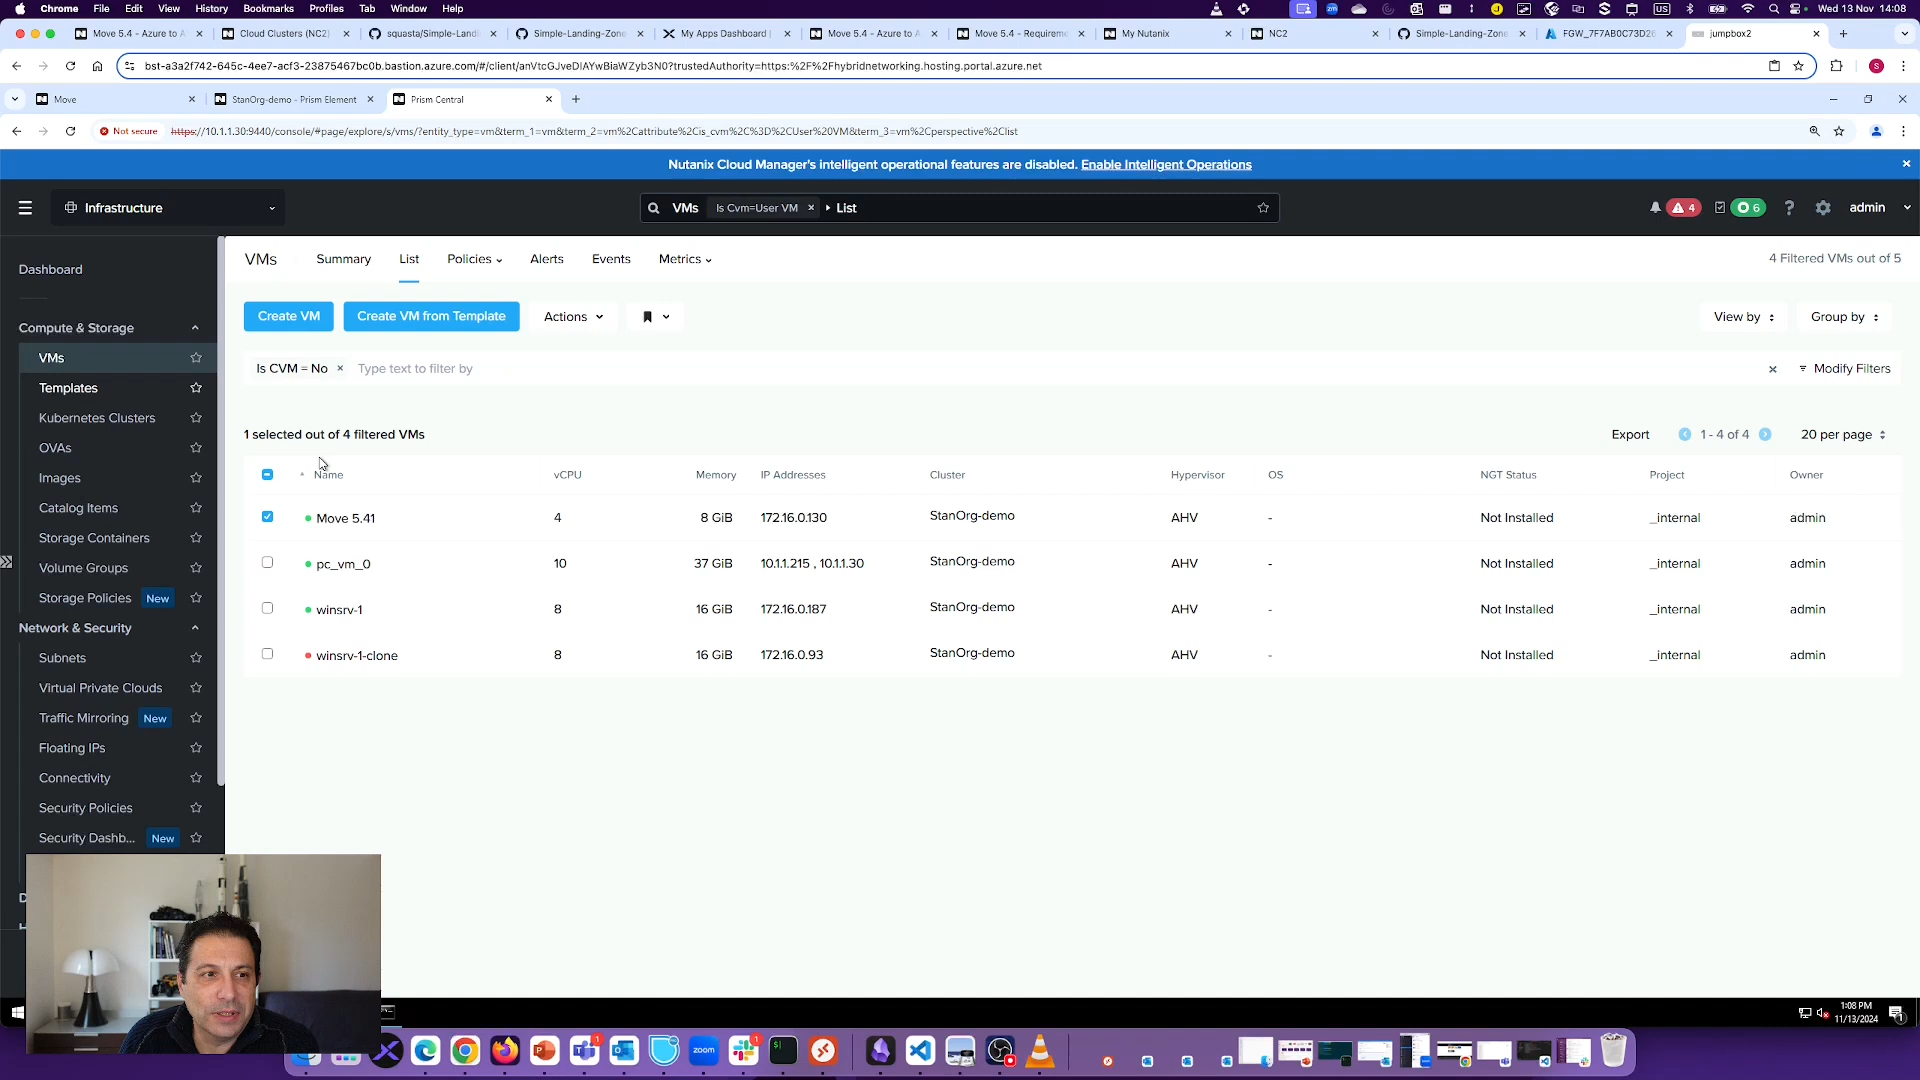 Chrome File Edit View History Bookmarks Profiles Tab Window Help Wed 13 Nov 14:08
Move 5.4 - Azure to A Cloud Clusters (NC2) squasta/Simple-Landi Simple-Landing-Zone My Apps Dashboard | Move 5.4 - Azure to A Move 5.4 - Requireme My Nutanix NC2 Simple-Landing-Zone jumpbox2
bst-a3a2f742-645c-4ee7-acf3-23875467bc0b.bastion.azure.com/#/client/anVtcGJveDIAYwBiaWZyb3N0?trustedAuthority=https:%2F%2Fhybridnetworking.hosting.portal.azure.net
Move StanOrg-demo - Prism Element Prism Central
Not secure https://10.1.1.30:9440/console/#page/explore/s/vms/?entity_type=vm&term_1=vm&term_2=vm%2Cattribute%2Cis_cvm%2C%3D%2CUser%20VM&term_3=vm%2Cperspective%2Clist
Nutanix Cloud Manager's intelligent operational features are disabled. Enable Intelligent Operations
Infrastructure VMs Is Cvm=User VM List 4 6 ? admin
VMs Summary List Policies Alerts Events Metrics 4 Filtered VMs out of 5
Dashboard
Create VM Create VM from Template Actions View by Group by
Compute & Storage
VMs
Templates
Kubernetes Clusters
OVAs
Images
Catalog Items
Storage Containers
Volume Groups
Storage Policies New
Network & Security
Subnets
Virtual Private Clouds
Traffic Mirroring New
Floating IPs
Connectivity
Security Policies
Security Dashb... New
Is CVM = No Type text to filter by Modify Filters
1 selected out of 4 filtered VMs Export 1 - 4 of 4 20 per page
Name vCPU Memory IP Addresses Cluster Hypervisor OS NGT Status Project Owner
Move 5.41 4 8 GiB 172.16.0.130 StanOrg-demo AHV - Not Installed _internal admin
pc_vm_0 10 37 GiB 10.1.1.215 , 10.1.1.30 StanOrg-demo AHV - Not Installed _internal admin
winsrv-1 8 16 GiB 172.16.0.187 StanOrg-demo AHV - Not Installed _internal admin
winsrv-1-clone 8 16 GiB 172.16.0.93 StanOrg-demo AHV - Not Installed _internal admin
1:08 PM
11/13/2024
zoom